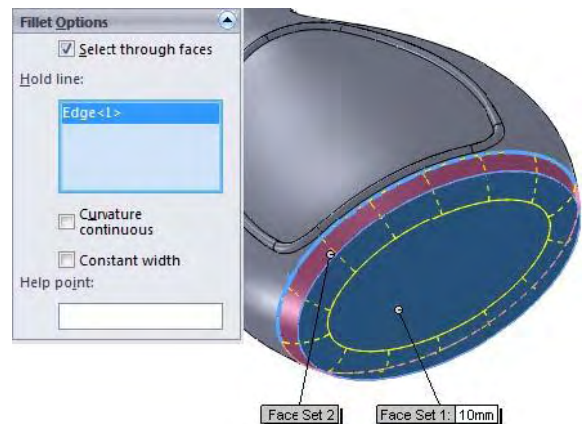 Fillet Options
Select through faces
Hold line:
Edge<1>
Curvature
continuous
Constant width
Help point:
Face Set 2
Face Set 1: 10mm